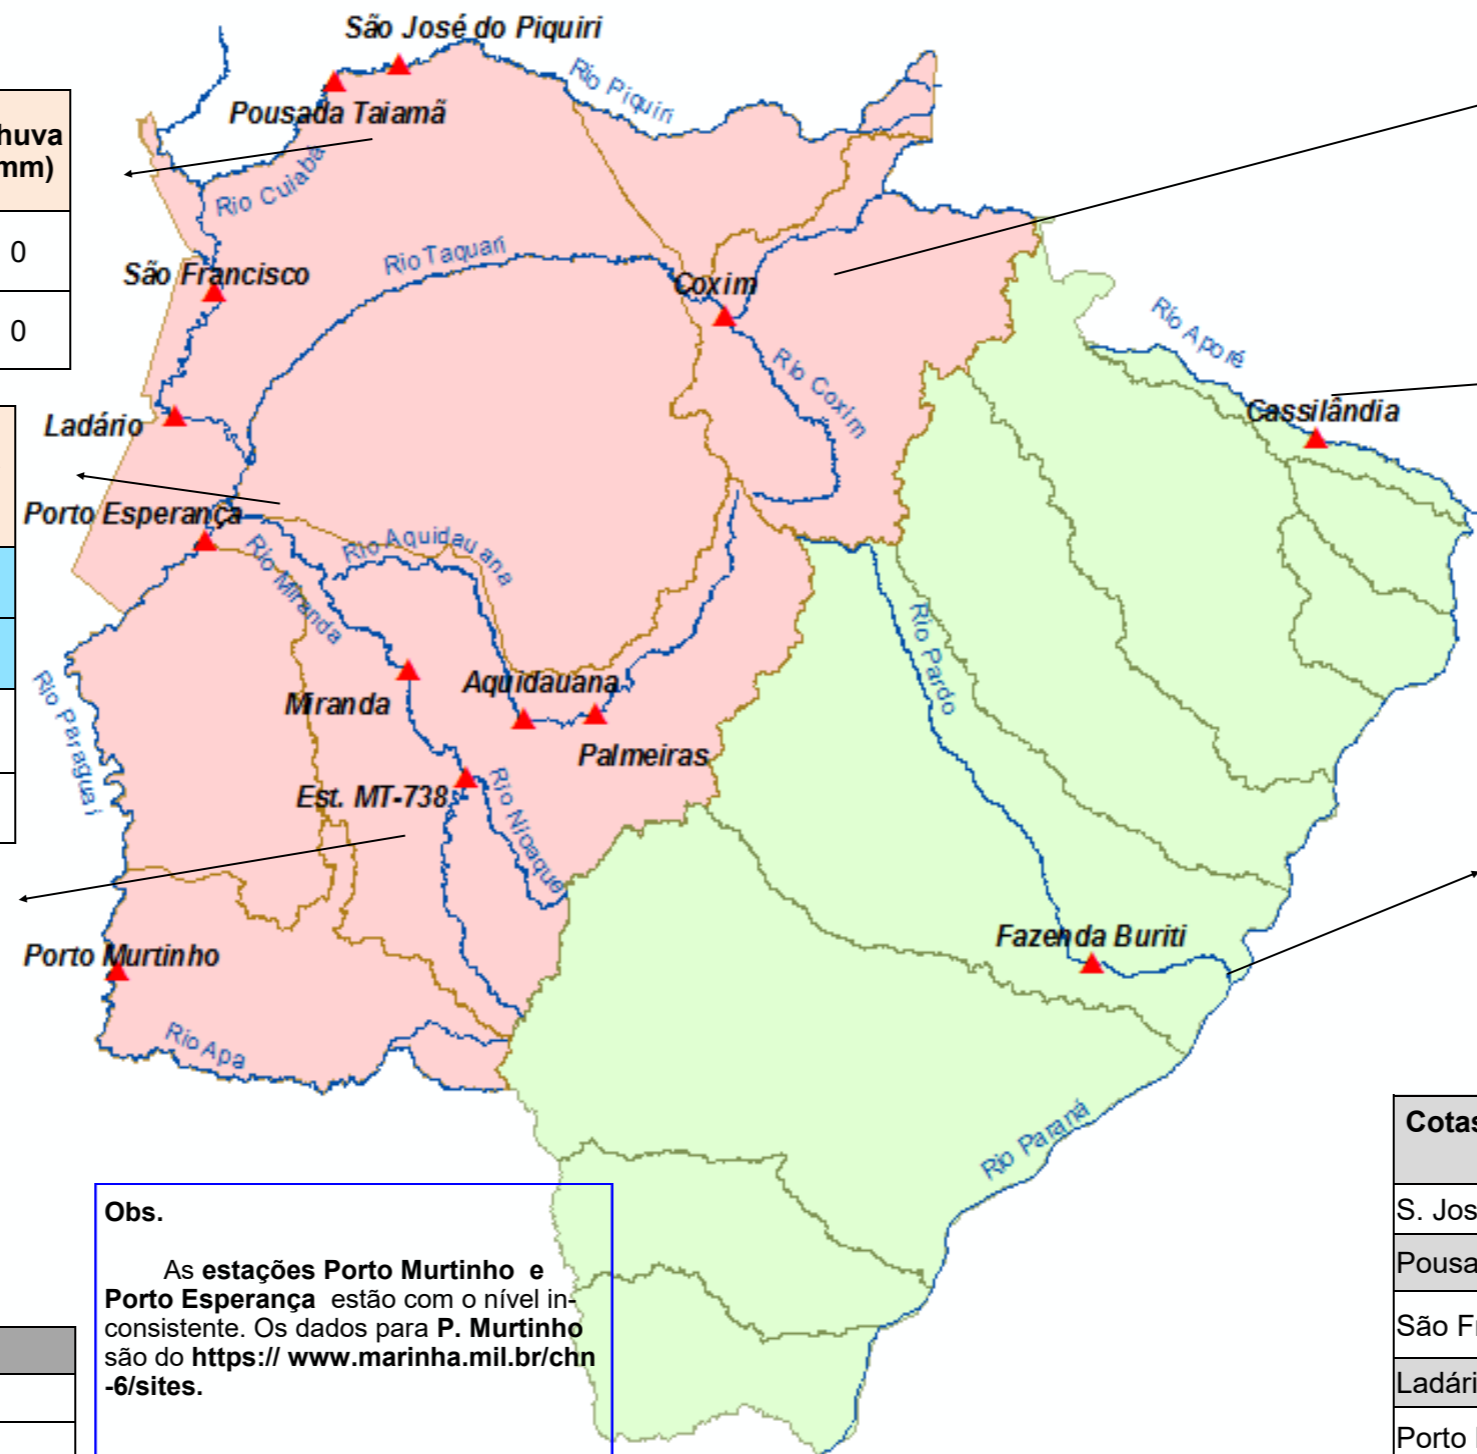 São José do Piquiri
Rio Piquiri
huva
mm)
Pousada Taiamã
Rio Cuiabá
0
Rio Taquari
São Francisco
Coxim
0
Rio Aporé
Rio Coxim
Cassilândia
Ladário
Porto Esperança
Rio Aquidauana
Rio Miranda
Rio Pardo
Aquidauana
Rio Paraguai
Miranda
Palmeiras
Est. MT-738
Rio Nioaque
Fazenda Buriti
Porto Murtinho
Rio Apa
Rio Paraná
Cotas
Obs.
As estações Porto Murtinho e
Porto Esperança estão com o nível in-
consistente. Os dados para P. Murtinho
são do https:// www.marinha.mil.br/chn
-6/sites.
S. Jos
Pousa
São Fr
Ladári
Porto